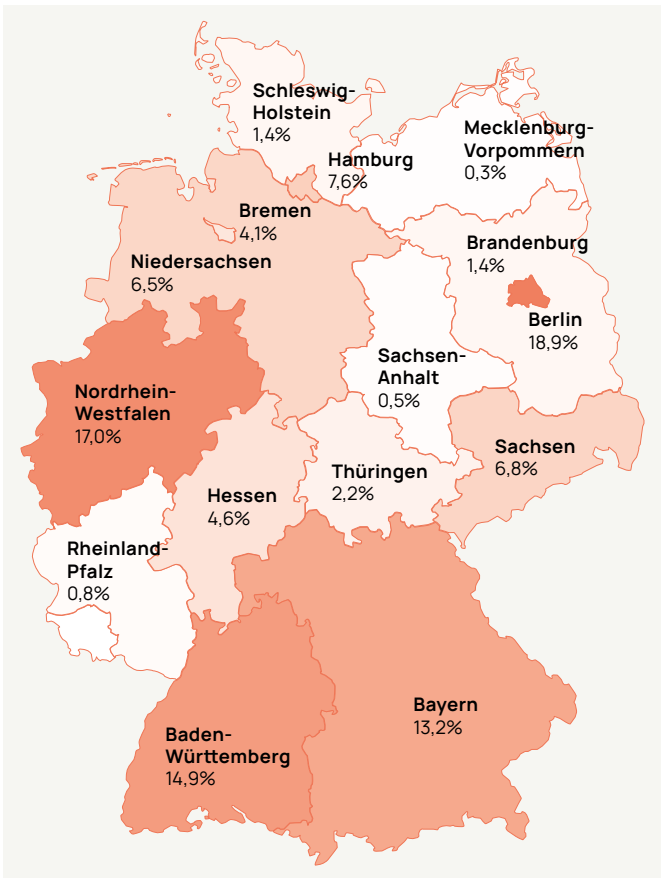 Schleswig-
Holstein
1,4%
Mecklenburg-
Vorpommern
0,3%
Hamburg
7,6%
Bremen
4,1%
Brandenburg
1,4%
Niedersachsen
6,5%
Berlin
18,9%
Sachsen-
Anhalt
0,5%
Nordrhein-
Westfalen
17,0%
Sachsen
6,8%
Thüringen
2,2%
Hessen
4,6%
Rheinland-
Pfalz
0,8%
Bayern
13,2%
Baden-
Württemberg
14,9%